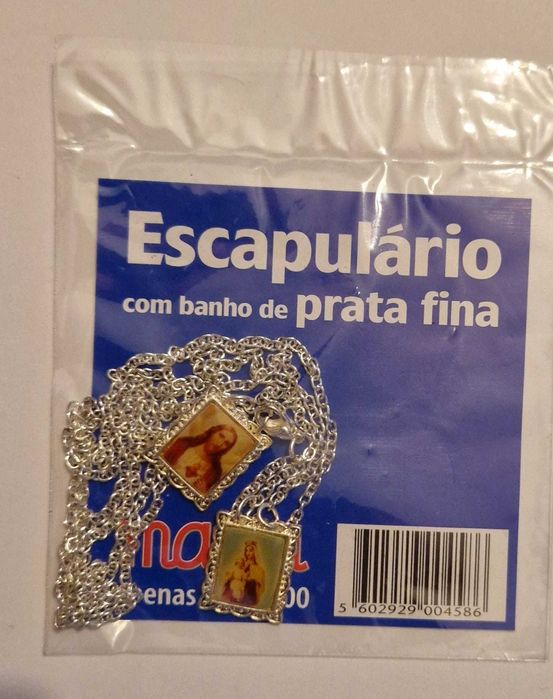 Escapulário
com banho de prata fina
5 602929 004586